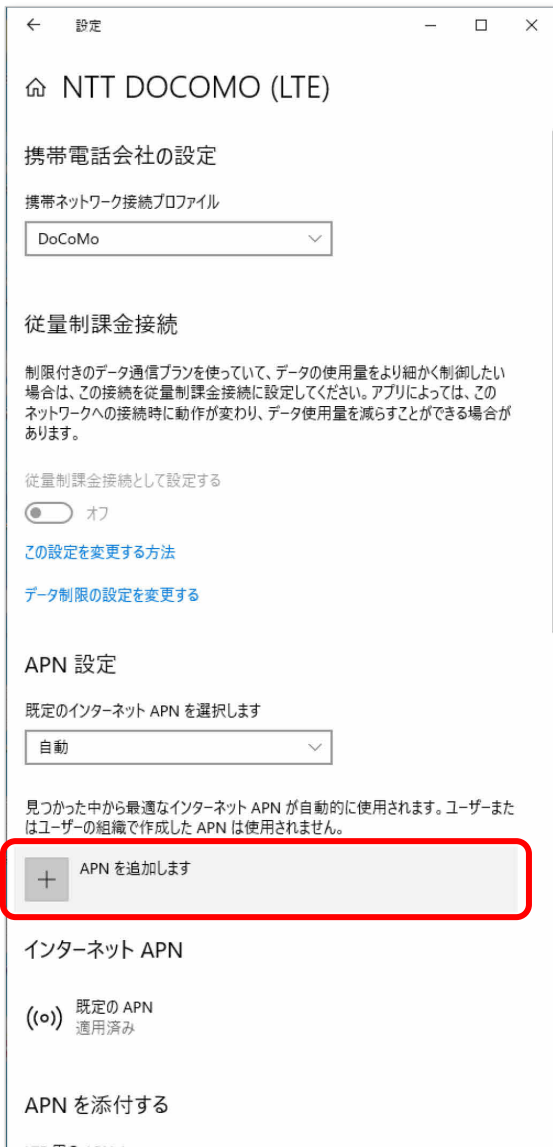 設定
NTT DOCOMO (LTE)
携帯電話会社の設定
携帯ネットワーク接続プロファイル
DoCoMo
従量制課金接続
制限付きのデータ通信プランを使っていて、データの使用量をより細かく制御したい
場合は、この接続を従量制課金接続に設定してください。アプリによっては、この
ネットワークへの接続時に動作が変わり、データ使用量を減らすことができる場合が
あります。
従量制課金接続として設定する
オフ
この設定を変更する方法
データ制限の設定を変更する
APN 設定
既定のインターネット APN を選択します
自動
見つかった中から最適なインターネット APN が自動的に使用されます。ユーザーまた
はユーザーの組織で作成した APN は使用されません。
APN を追加します
インターネット APN
既定の APN
適用済み
APN を添付する